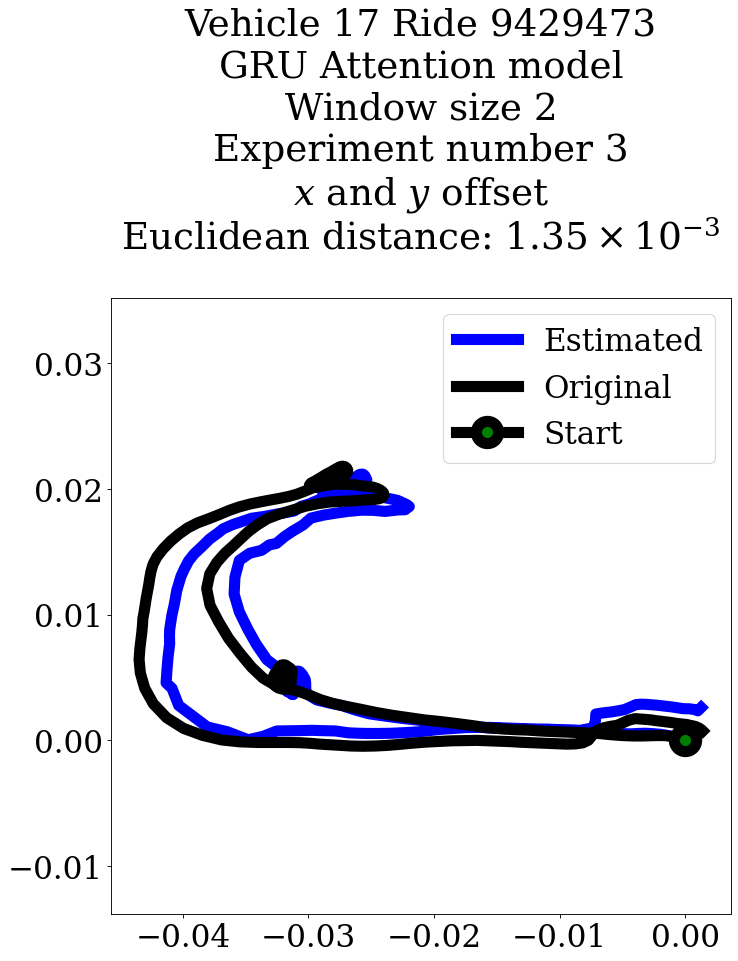 Vehicle 17 Ride 9429473
GRU Attention model
Window size 2
Experiment number 3
x and y offset
Euclidean distance: 1.35 × 10⁻³
Estimated
Original
Start
0.03
0.02
0.01
0.00
−0.01
−0.04 −0.03 −0.02 −0.01 0.00